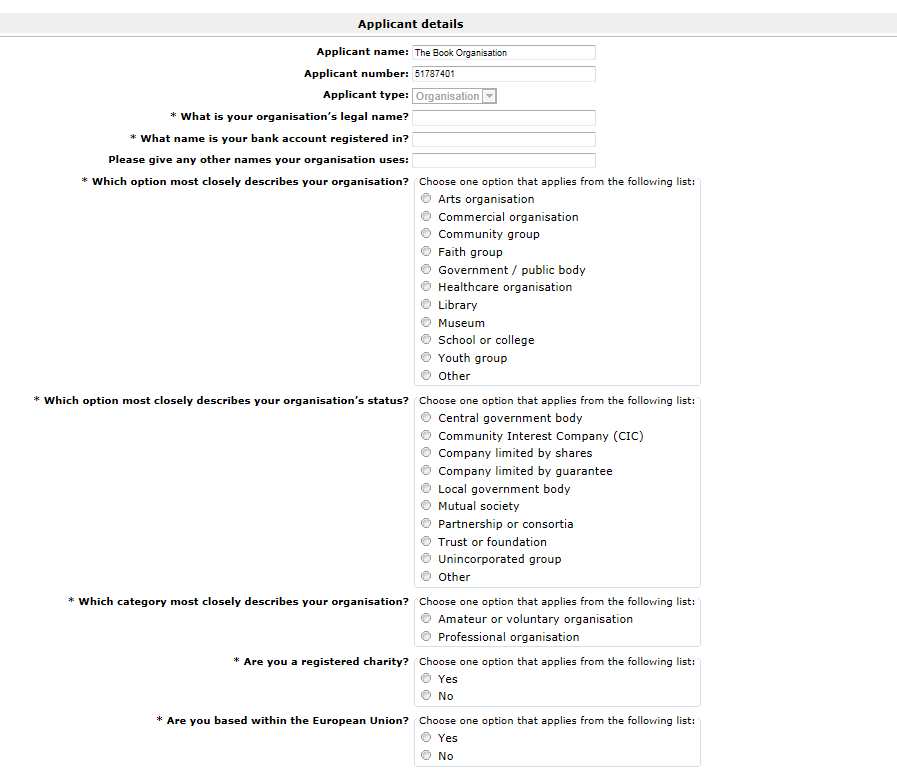 Applicant details
Applicant name: The Book Organisation
Applicant number: 51787401
Applicant type: Organisation
* What is your organisation's legal name?
* What name is your bank account registered in?
Please give any other names your organisation uses:
* Which option most closely describes your organisation? Choose one option that applies from the following list:
Arts organisation
Commercial organisation
Community group
Faith group
Government / public body
Healthcare organisation
Library
Museum
School or college
Youth group
Other
* Which option most closely describes your organisation's status? Choose one option that applies from the following list:
Central government body
Community Interest Company (CIC)
Company limited by shares
Company limited by guarantee
Local government body
Mutual society
Partnership or consortia
Trust or foundation
Unincorporated group
Other
* Which category most closely describes your organisation? Choose one option that applies from the following list:
Amateur or voluntary organisation
Professional organisation
* Are you a registered charity? Choose one option that applies from the following list:
Yes
No
* Are you based within the European Union? Choose one option that applies from the following list:
Yes
No